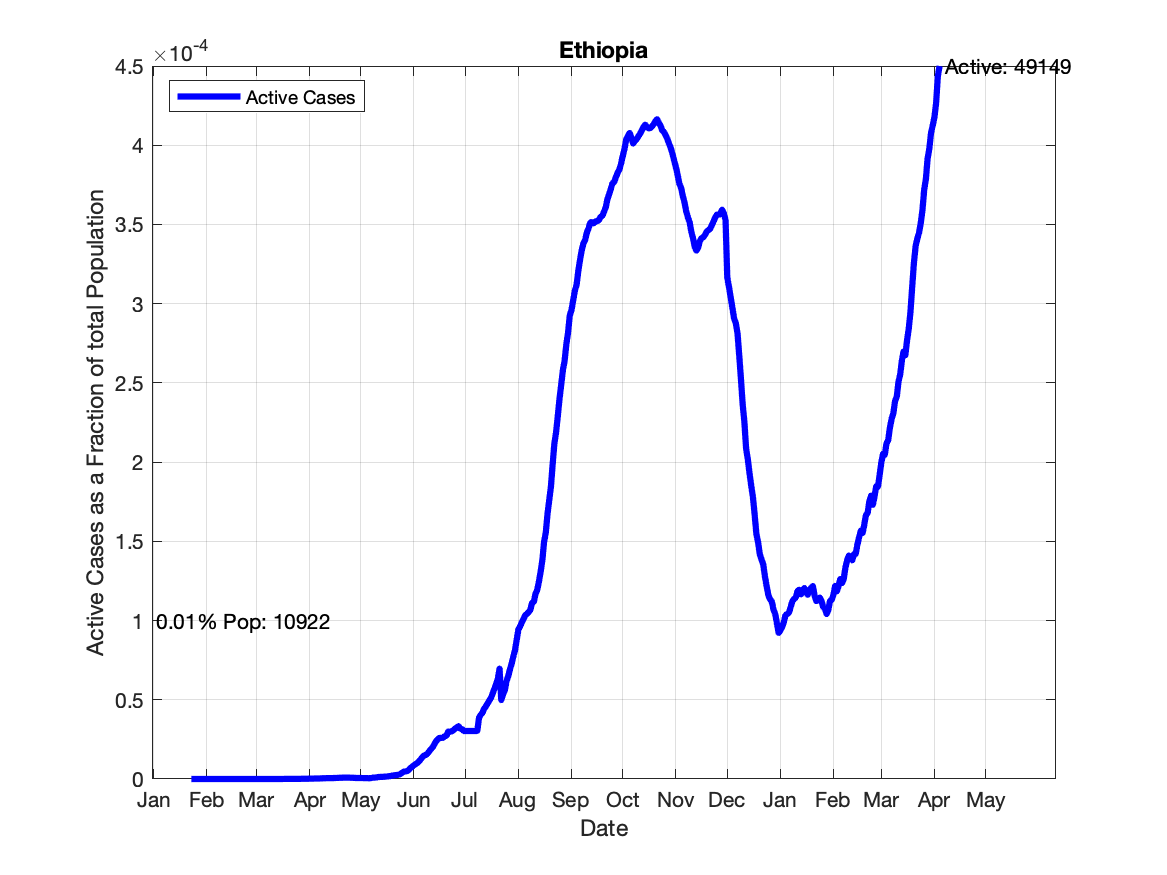 Ethiopia
×10-4
4.5
4
3.5
3
2.5
2
1.5
1
0.5
0
Active Cases
Active: 49149
0.01% Pop: 10922
Active Cases as a Fraction of total Population
Jan Feb Mar Apr May Jun Jul Aug Sep Oct Nov Dec Jan Feb Mar Apr May
Date